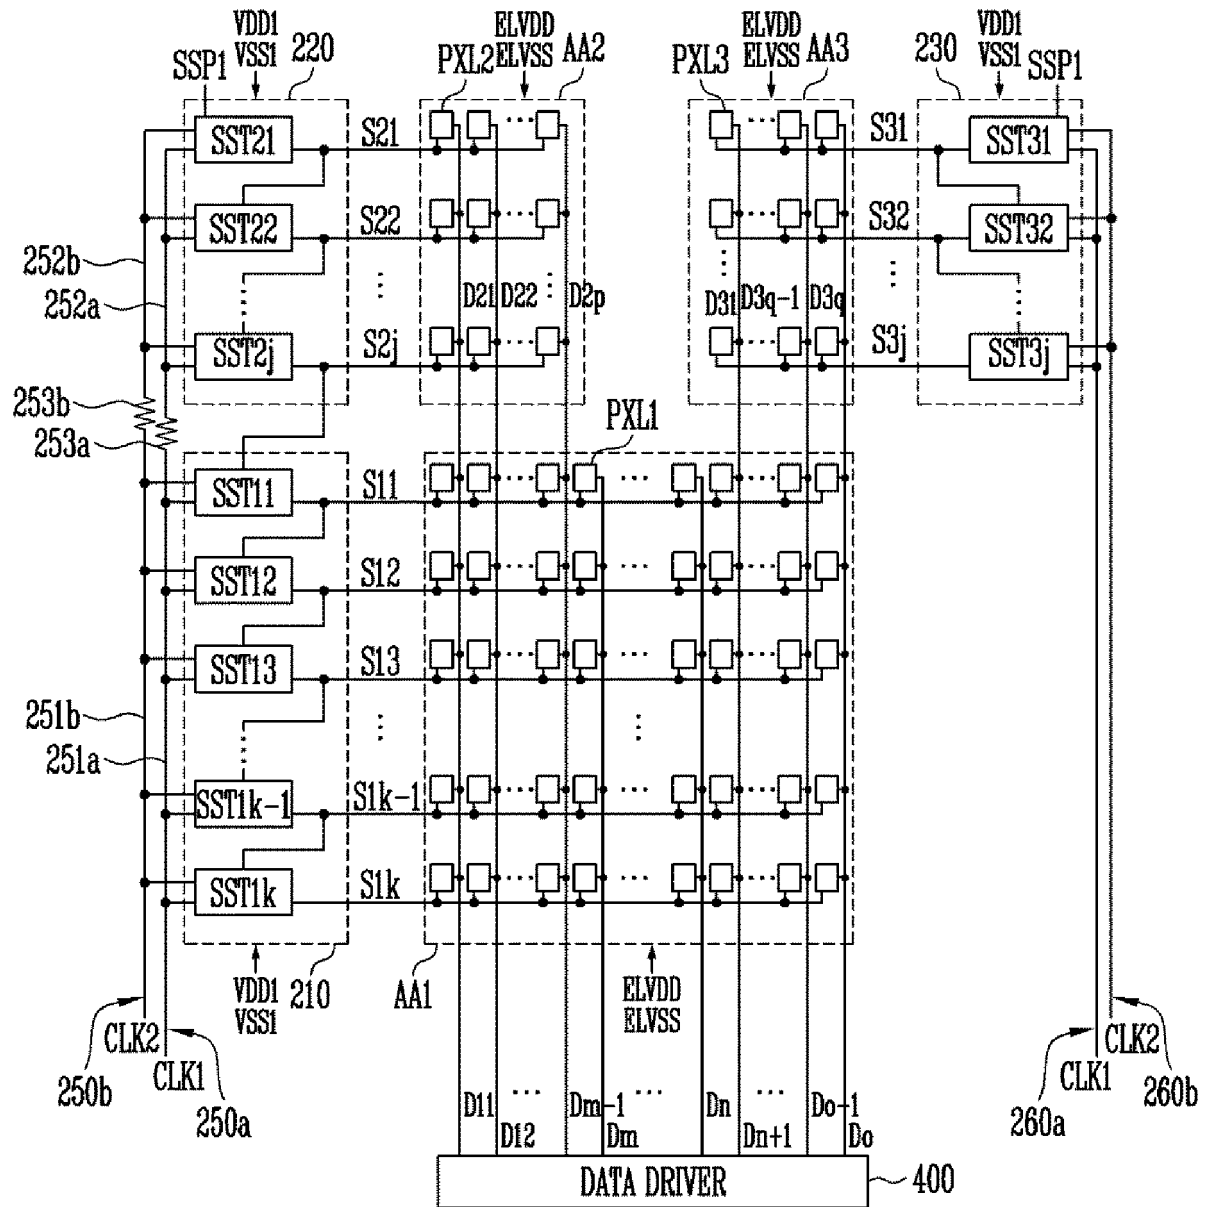 VDD1
VSS1
220
SSP1
PXL2
ELVDD
ELVSS
AA2
PXL3
ELVDD
ELVSS
AA3
230
VDD1
VSS1
SSP1
SST21
S21
S31
SST31
SST22
S22
S32
SST32
252b
252a
D21
D22
D2p
D31
D3q-1
D3q
SST2j
S2j
S3j
SST3j
253b
253a
PXL1
SST11
S11
SST12
S12
SST13
S13
251b
251a
SST1k-1
S1k-1
SST1k
S1k
VDD1
VSS1
210
AA1
ELVDD
ELVSS
CLK2
CLK1
250b
250a
CLK2
CLK1
260a
260b
D11
D12
Dm-1
Dm
Dn
Dn+1
Do-1
Do
DATA DRIVER
400